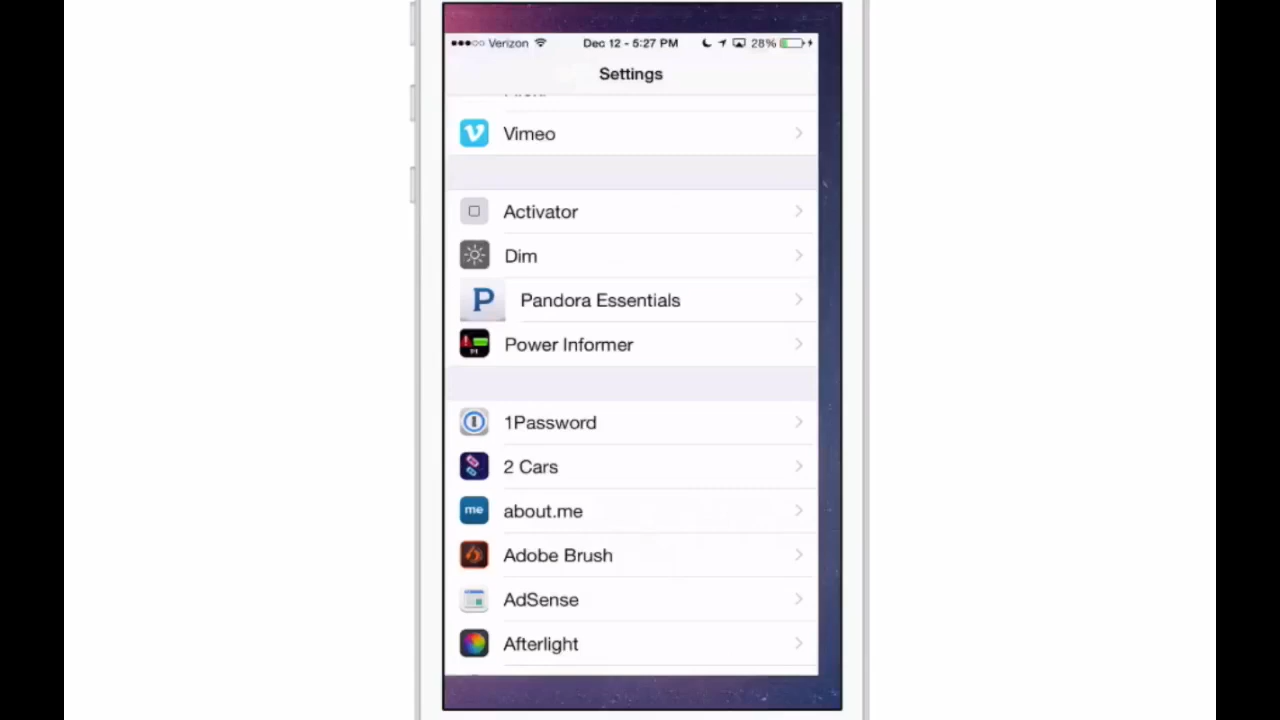 Verizon Dec 12 - 5:27 PM 28%
Settings
Vimeo
Activator
Dim
P Pandora Essentials
Power Informer
1Password
2 Cars
me about.me
Adobe Brush
AdSense
Afterlight